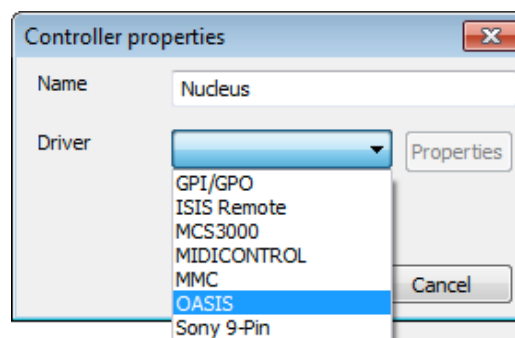 Controller properties
Name
Nucleus
Driver
Properties
GPI/GPO
ISIS Remote
MCS3000
MIDICONTROL
MMC
OASIS
Sony 9-Pin
Cancel